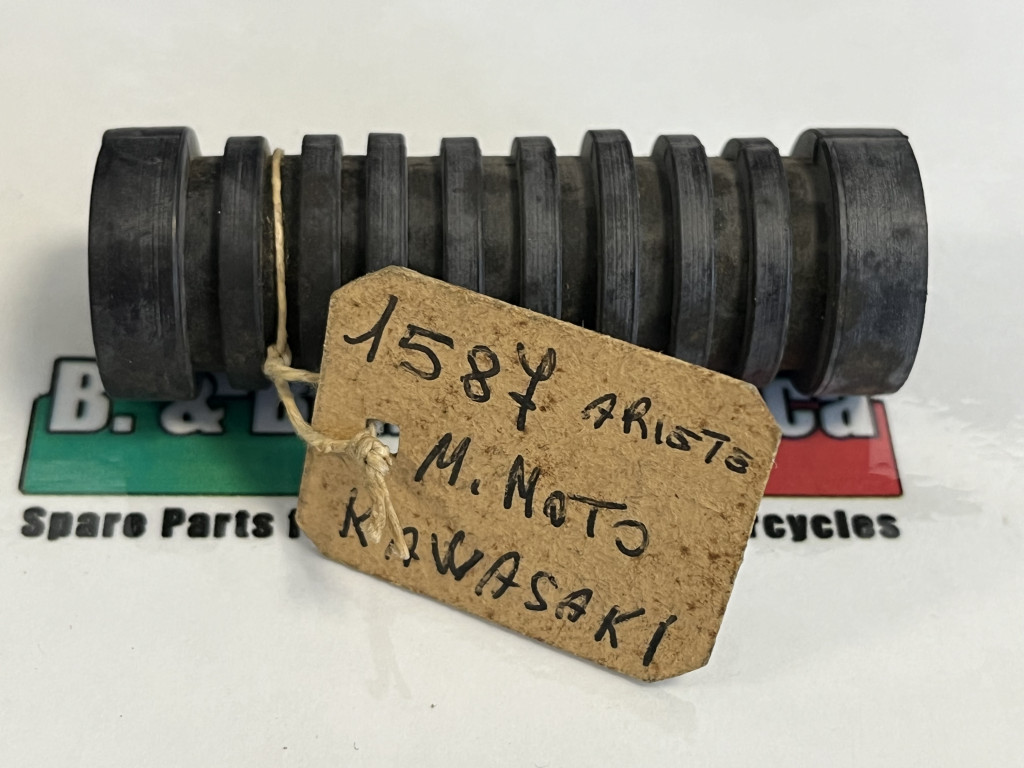 1587 ARISTO
M. MOTO
KAWASAKI
B. & B
ca
Spare Parts
rcycles